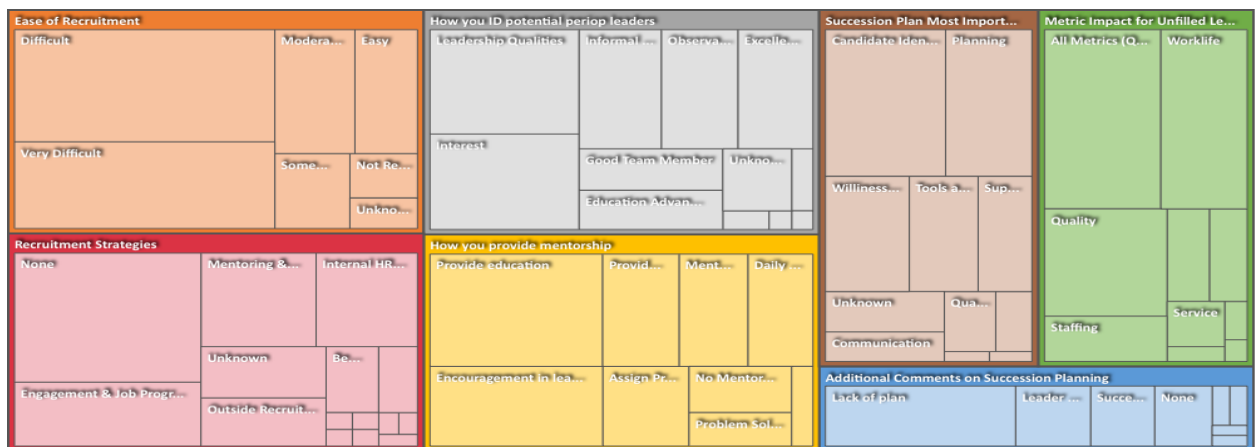 Ease of Recruitment
Difficult
Modera...
Easy
Very Difficult
Some...
Not Re...
Unkno...
How you ID potential periop leaders
Leadership Qualities
Informal ...
Observa...
Excelle...
Interest
Good Team Member
Unkno...
Education Advan...
Succession Plan Most Import...
Candidate Iden...
Planning
Williness...
Tools a...
Sup...
Unknown
Qua...
Communication
Metric Impact for Unfilled Le...
All Metrics (Q...
Worklife
Quality
Service
Staffing
Recruitment Strategies
None
Mentoring &...
Internal HR...
Unknown
Be...
Engagement & Job Progr...
Outside Recruit...
How you provide mentorship
Provide education
Provid...
Ment...
Daily ...
Encouragement in lea...
Assign Pr...
No Mentor...
Problem Sol...
Additional Comments on Succession Planning
Lack of plan
Leader ...
Succe...
None